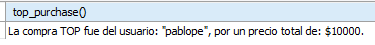 top_purchase()
La compra TOP fue del usuario: "pablope", por un precio total de: $10000.